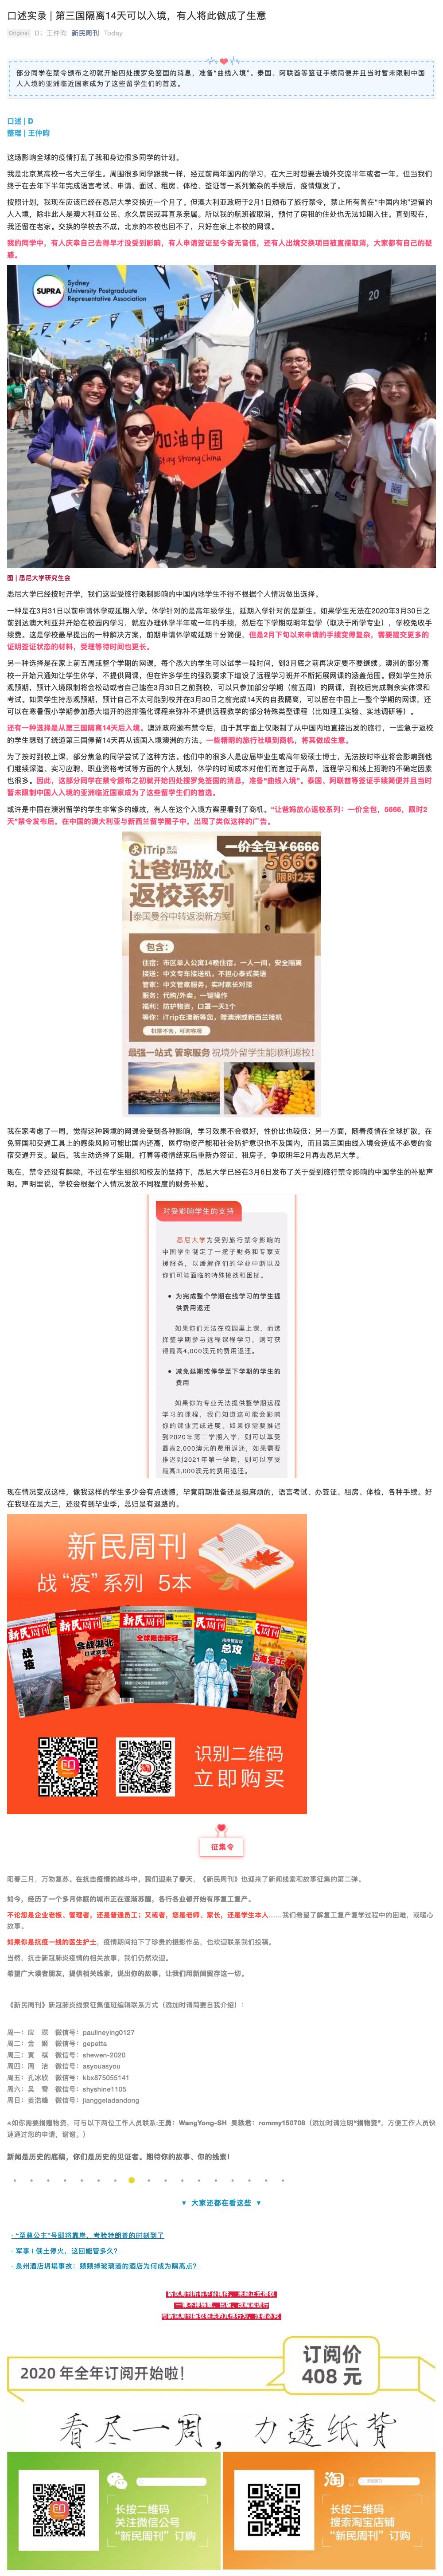 口述实录 | 第三国隔离14天可以入境，有人将此做成了生意
Original D；王仲昀 新民周刊 Today
部分同学在禁令颁布之初就开始四处搜罗免签国的消息，准备“曲线入境”。泰国、阿联酋等签证手续简便并且当时暂未限制中国
人入境的亚洲临近国家成为了这些留学生们的首选。
口述 | D
整理 | 王仲昀
这场影响全球的疫情打乱了我和身边很多同学的计划。
我是北京某高校一名大三学生。周围很多同学跟我一样，经过前两年国内的学习，在大三时想要去境外交流半年或者一年。但当我们
终于在去年下半年完成语言考试、申请、面试、租房、体检、签证等一系列繁杂的手续后，疫情爆发了。
按照计划，我现在应该已经在悉尼大学交换近一个月了。但澳大利亚政府于2月1日颁布了旅行禁令，禁止所有曾在“中国内地”逗留的
人入境，除非此人是澳大利亚公民、永久居民或其直系亲属。所以我的航班被取消，预付了房租的住处也无法如期入住。直到现在，
我还留在老家。交换的学校去不成，北京的本校也回不了，只好在家上本校的网课。
我的同学中，有人庆幸自己去得早才没受到影响，有人申请签证至今杳无音信，还有人出境交换项目被直接取消，大家都有自己的疑
惑。
SUPRA
Sydney
University Postgraduate
Representative Association
20
加油中国
Stay strong China
图 | 悉尼大学研究生会
悉尼大学已经按时开学，我们这些受旅行限制影响的中国内地学生不得不根据个人情况做出选择。
一种是在3月31日以前申请休学或延期入学。休学针对的是高年级学生，延期入学针对的是新生。如果学生无法在2020年3月30日之
前到达澳大利亚并开始在校园内学习，就应办理休学半年或一年的手续，然后在下学期或明年复学（取决于所学专业），学校免收手
续费。这是学校最早提出的一种解决方案，前期申请休学或延期十分简便，但是2月下旬以来申请的手续变得复杂，需要提交更多的
证明签证状态的材料，受理等待时间也更长。
另一种选择是在家上前五周或整个学期的网课。每个悉大的学生可以试学一段时间，到3月底之前再决定要不要继续。澳洲的部分高
校一开始只通知让学生休学，不提供网课，但在许多学生的强烈要求下增设了远程学习班并不断拓展网课的涵盖范围。假如学生持乐
观预期，预计入境限制将会松动或者自己能在3月30日之前到校，可以只参加部分学期（前五周）的网课，到校后完成剩余实体课和
考试。如果学生持悲观预期，预计自己不太可能到校并在3月30日之前完成14天的自我隔离，可以留在中国上一整个学期的网课，还
可以在寒暑假小学期参加悉大增开的密排强化课程来弥补不提供远程教学的部分特殊类型课程（比如理工科实验、实地调研等）。
还有一种选择是从第三国隔离14天后入境。澳洲政府颁布禁令后，由于其字面上仅限制了从中国内地直接出发的旅行，一些急于返校
的学生想到了绕道第三国停留14天再从该国入境澳洲的方法。一些精明的旅行社嗅到商机，将其做成生意。
为了按时到校上课，部分焦急的同学尝试了这种方法。他们中的很多人是应届毕业生或高年级硕士博士，无法按时毕业将会影响到他
们继续深造、实习应聘、职业资格考试等方面的个人规划。休学的时间成本对他们而言过于高昂，远程学习和线上招聘的不确定因素
也很多。因此，这部分同学在禁令颁布之初就开始四处搜罗免签国的消息，准备“曲线入境”。泰国、阿联酋等签证手续简便并且当时
暂未限制中国人入境的亚洲临近国家成为了这些留学生们的首选。
或许是中国在澳洲留学的学生非常多的缘故，有人在这个入境方案里看到了商机。“让爸妈放心返校系列：一价全包，5666，限时2
天”禁令发布后，在中国的澳大利亚与新西兰留学圈子中，出现了类似这样的广告。
iTrip
一价全包￥6666
5666
限时2天
让爸妈放心
返校系列
泰国曼谷中转返澳新方案
包含：
住宿：市区单人公寓14晚住宿，一人一间，安全隔离
接送：中文专车接送机，不担心泰式英语
管家：中文管家服务，实时家长对接
服务：代购/外卖，一键操作
福利：防护物资，口罩一天1个
等你：iTrip在澳新等您，赠澳洲或新西兰接机
机票不含，可询客服
最强一站式 管家服务 祝境外留学生能顺利返校！
我在家考虑了一周，觉得这种跨境的网课会受到各种影响，学习效果不会很好，性价比也较低；另一方面，随着疫情在全球扩散，在
免签国和交通工具上的感染风险可能比国内还高，医疗物资产能和社会防护意识也不及国内，而且第三国曲线入境会造成不必要的食
宿交通开支。最后，我主动选择了延期，打算等疫情结束后重新办签证、租房子，争取明年2月再去悉尼大学。
现在，禁令还没有解除，不过在学生组织和校友的坚持下，悉尼大学已经在3月6日发布了关于受到旅行禁令影响的中国学生的补贴声
明。声明里说，学校会根据个人情况发放不同程度的财务补贴。
对受影响学生的支持
悉尼大学为受到旅行禁令影响的
中国学生制定了一揽子财务和专家支
援服务，以缓解你们的学业中断以及
你们可能面临的特殊挑战和困扰。
• 为完成整个学期在线学习的学生提
供费用返还
如果你们无法在校园里上课，而选
择整学期参与远程课程学习，则可获
得最高4,000澳元的费用返还。
• 减免延期或停学至下学期的学生的
费用
如果你的专业无法提供整学期远程
学习的课程，我们知道这可能会影响
你的课业完成进度。如果你需要推迟
到2020年第二学期入学，则可以享受
最高2,000澳元的费用返还，如果需要
推迟到2021年第一学期，则可以享受
最高3,000澳元的费用返还。
现在情况变成这样，像我这样的学生多少会有点遗憾，毕竟前期准备还是挺麻烦的，语言考试、办签证、租房、体检，各种手续。好
在我现在是大三，还没有到毕业季，总归是有退路的。
新民周刊
战“疫”系列 5本
新民周刊
战疫
新民周刊
合战湖北
口述实录
新民周刊
全球阻击新冠
新民周刊
总攻
新民周刊
上海爱上
识别二维码
立即购买
征集令
阳春三月，万物复苏。在抗击疫情的战斗中，我们迎来了春天，《新民周刊》也迎来了新闻线索和故事征集的第二弹。
如今，经历了一个多月休眠的城市正在逐渐苏醒，各行各业都开始有序复工复产。
不论您是企业老板、管理者，还是普通员工；又或者，您是老师、家长，还是学生本人……我们希望了解复工复产复学过程中的困难，或暖心
故事。
如果你是抗疫一线的医生护士，疫情期间拍下了珍贵的摄影作品，也欢迎联系我们投稿。
当然，抗击新冠肺炎疫情的相关故事，我们仍然欢迎。
希望广大读者朋友，提供相关线索，说出你的故事，让我们用新闻留存这一切。
《新民周刊》新冠肺炎线索征集值班编辑联系方式（添加时请简要自我介绍）：
周一：应 琛 微信号：paulineying0127
周二：金 姬 微信号：gepetta
周三：黄 祺 微信号：shewen-2020
周四：周 洁 微信号：asyouasyou
周五：孔冰欣 微信号：kbx875055141
周六：吴 雪 微信号：shyshine1105
周日：姜浩峰 微信号：jianggeladandong
*如你需要捐赠物资，可与以下两位工作人员联系:王勇：WangYong-SH 吴轶君：rommy150708（添加时请注明“捐物资”，方便工作人员快
速通过您的申请，谢谢。）
新闻是历史的底稿，你们是历史的见证者。期待你的故事、你的线索！
▼ 大家还都在看这些 ▼
· “至尊公主”号即将靠岸，考验特朗普的时刻到了
· 军事 | 俄土停火，这回能管多久？
· 泉州酒店坍塌事故：频频掉玻璃渣的酒店为何成为隔离点？
新民周刊所有平台稿件，未经正式授权
一律不得转载、出版、改编或进行
与新民周刊版权相关的其他行为，违者必究
2020 年全年订阅开始啦！
订阅价
408 元
看尽一周，力透纸背
长按二维码
关注微信公号
“新民周刊”订购
淘
长按二维码
搜索淘宝店铺
“新民周刊”订购